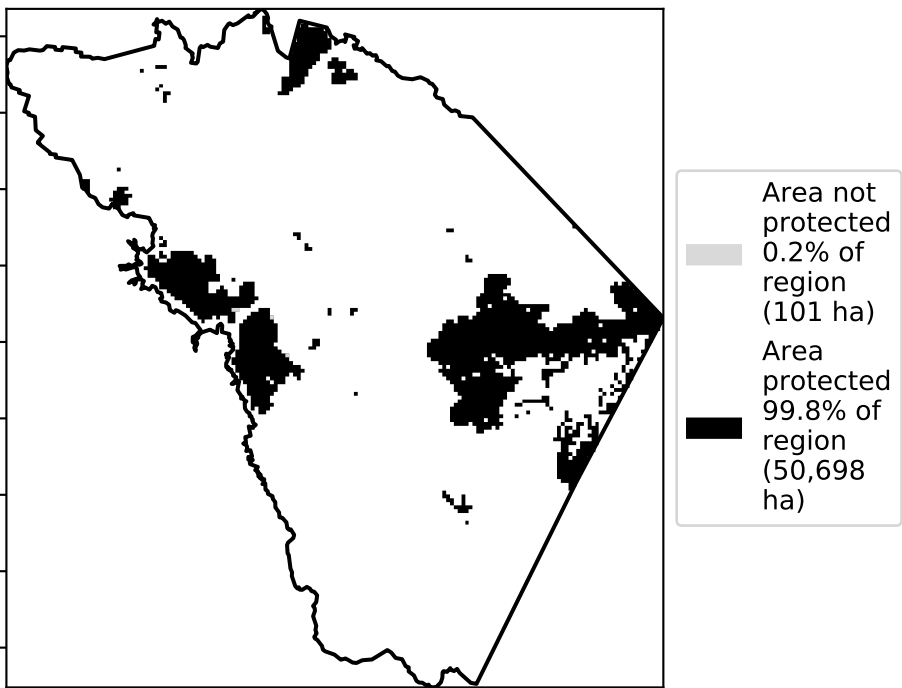 Area not
protected
0.2% of
region
(101 ha)
Area
protected
99.8% of
region
(50,698
ha)